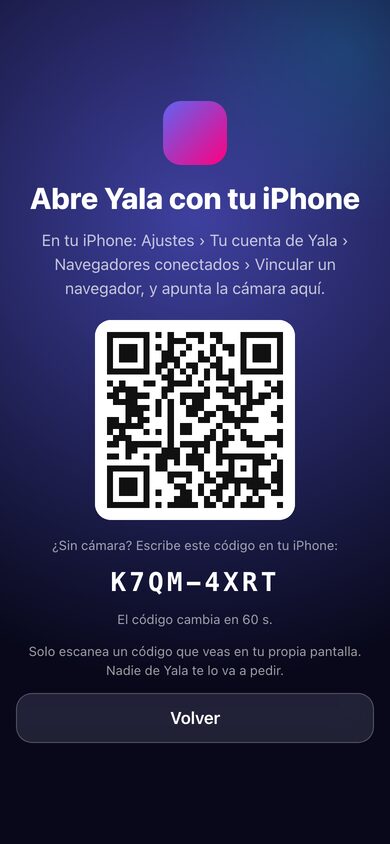 Abre Yala con tu iPhone
En tu iPhone: Ajustes › Tu cuenta de Yala ›
Navegadores conectados › Vincular un
navegador, y apunta la cámara aquí.
¿Sin cámara? Escribe este código en tu iPhone:
K7QM–4XRT
El código cambia en 60 s.
Solo escanea un código que veas en tu propia pantalla.
Nadie de Yala te lo va a pedir.
Volver